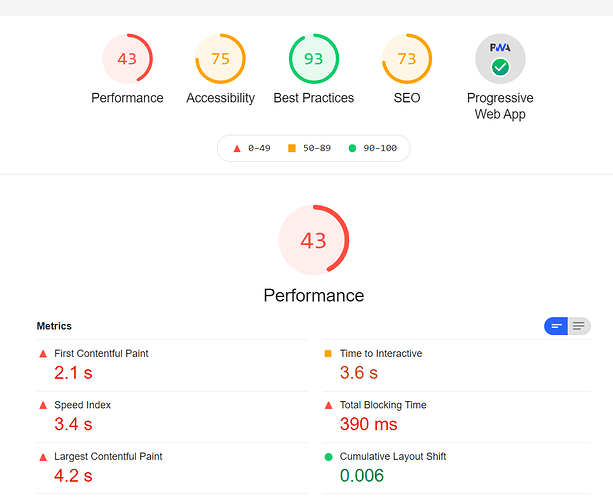 43
75
93
73
PWA
Performance
Accessibility
Best Practices
SEO
Progressive
Web App
0–49
50–89
90–100
43
Performance
Metrics
First Contentful Paint
2.1 s
Time to Interactive
3.6 s
Speed Index
3.4 s
Total Blocking Time
390 ms
Largest Contentful Paint
4.2 s
Cumulative Layout Shift
0.006